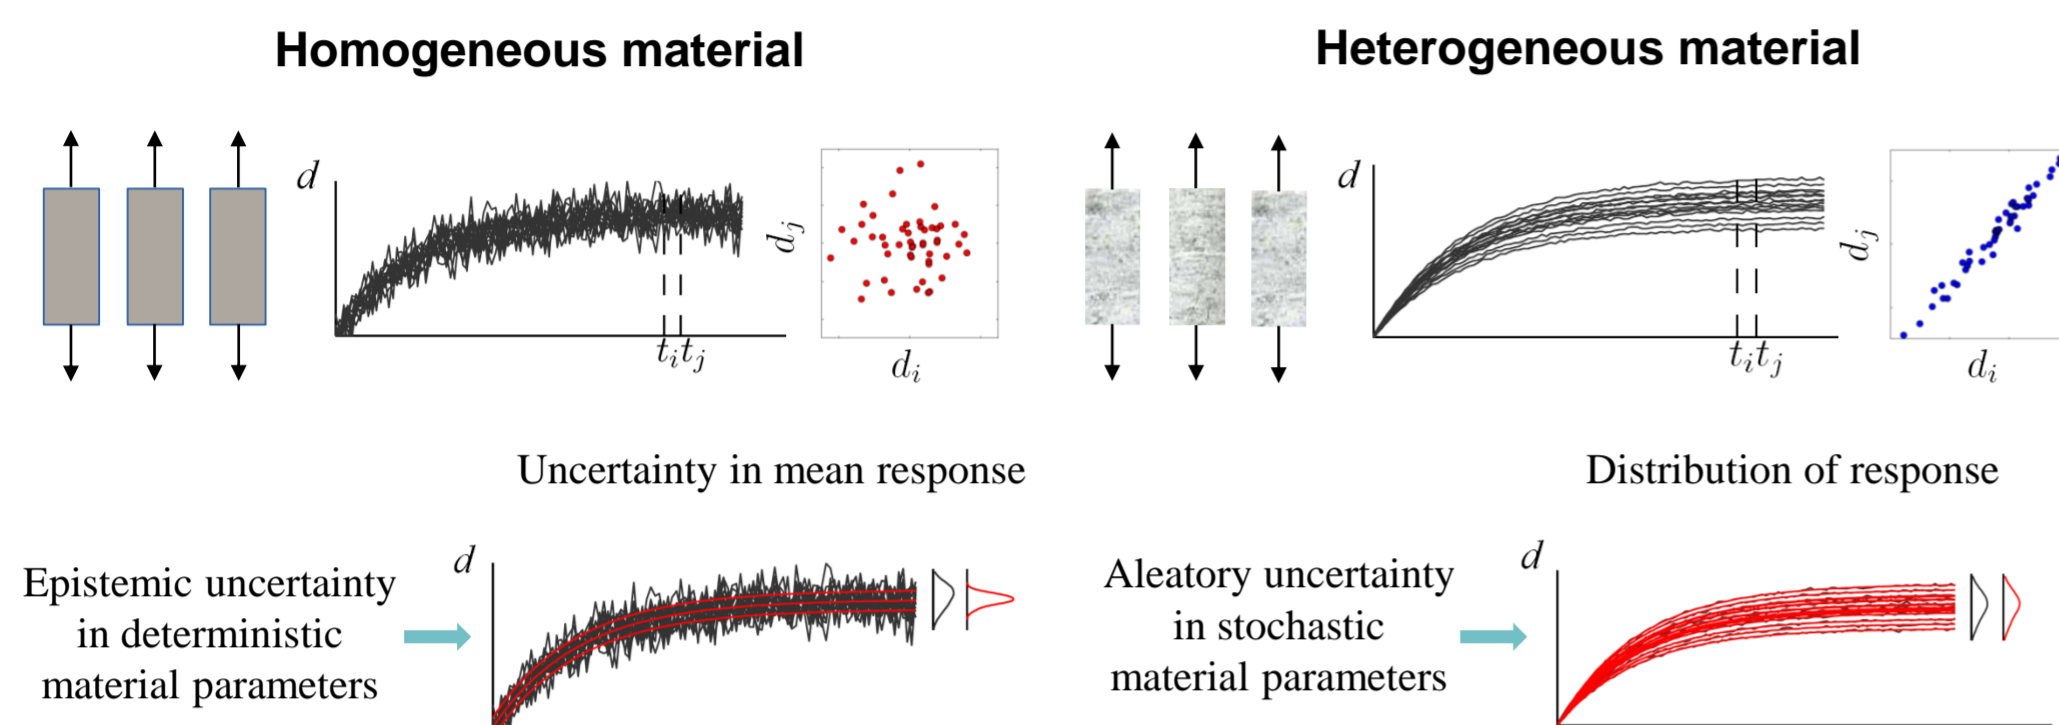 Homogeneous material
Heterogeneous material
d
t_i t_j
d_j
d_i
d
t_i t_j
d_j
d_i
Uncertainty in mean response
Distribution of response
Epistemic uncertainty
in deterministic
material parameters
d
Aleatory uncertainty
in stochastic
material parameters
d